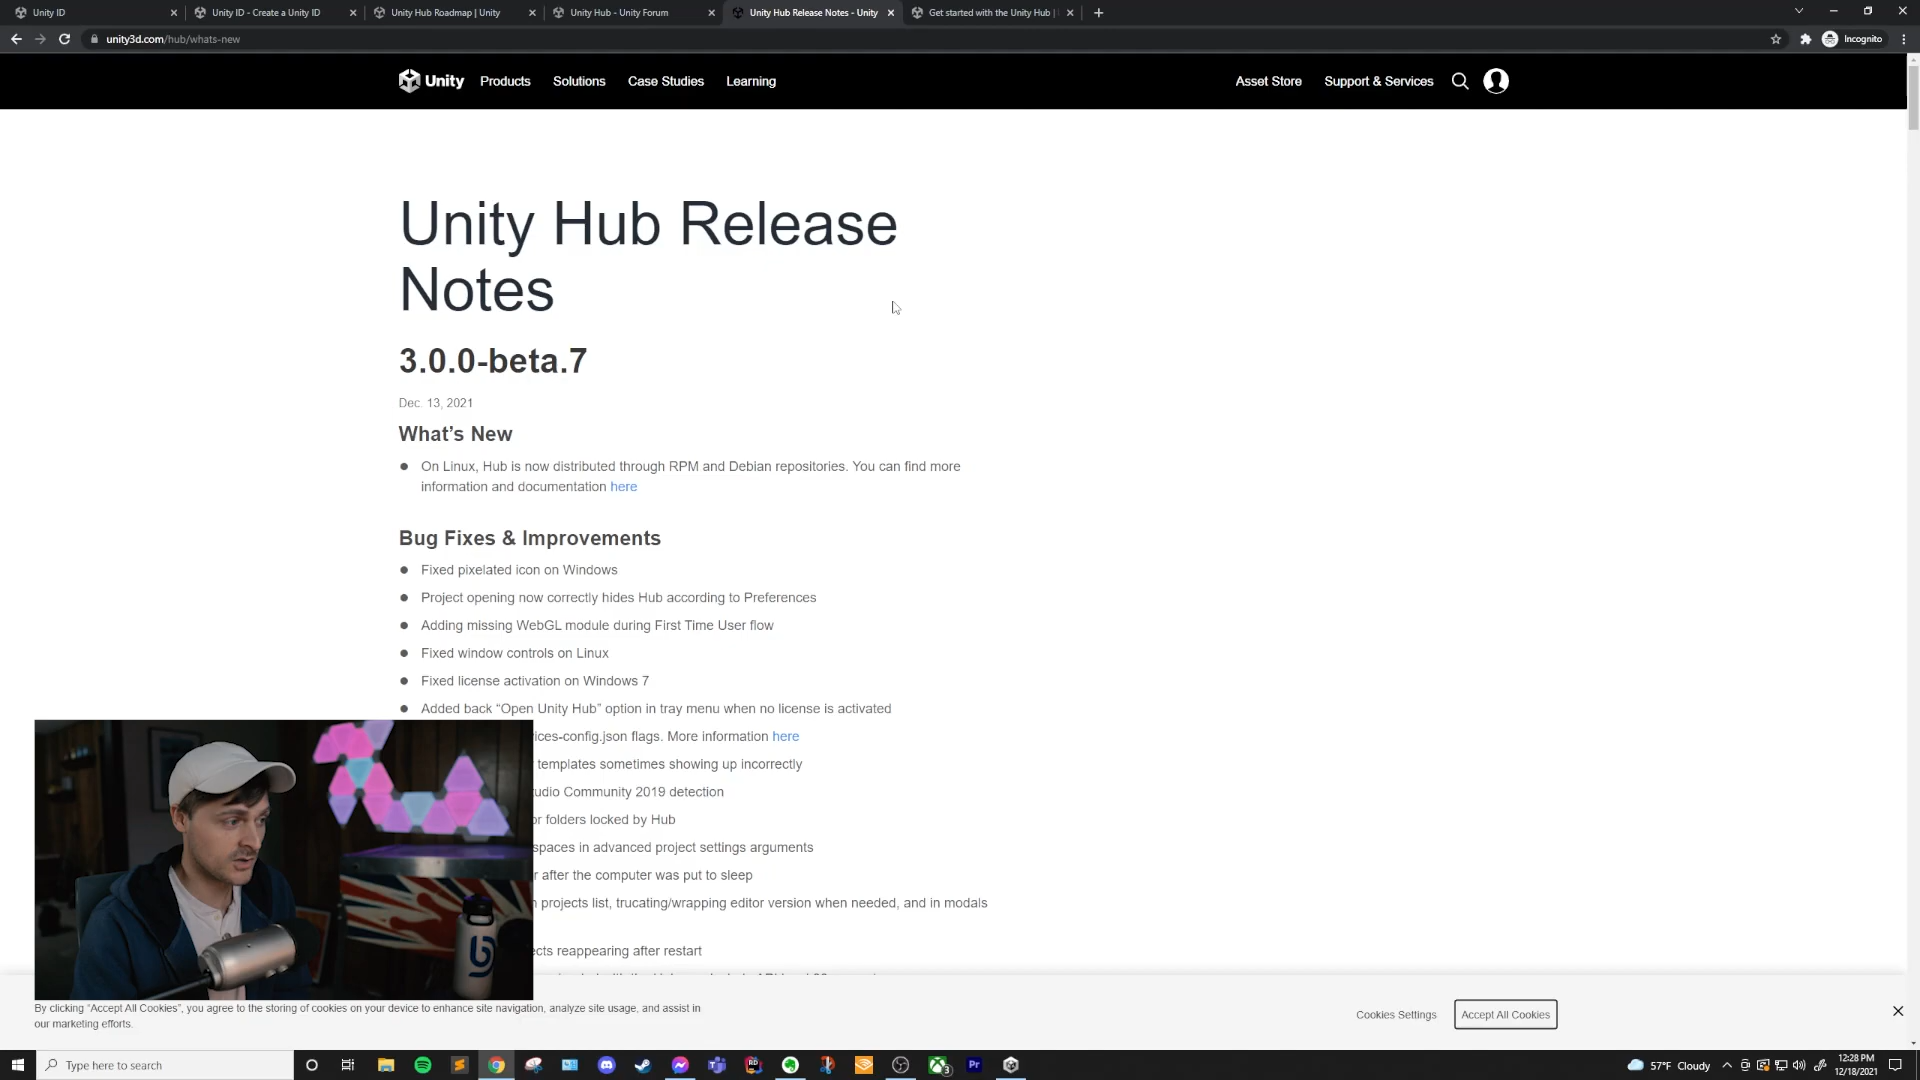 Unity ID
Unity ID - Create a Unity ID
Unity Hub Roadmap | Unity
Unity Hub - Unity Forum
Unity Hub Release Notes - Unity
Get started with the Unity Hub |
unity3d.com/hub/whats-new
Incognito
Unity
Products
Solutions
Case Studies
Learning
Asset Store
Support & Services
Unity Hub Release
Notes
3.0.0-beta.7
Dec. 13, 2021
What’s New
On Linux, Hub is now distributed through RPM and Debian repositories. You can find more
information and documentation here
Bug Fixes & Improvements
Fixed pixelated icon on Windows
Project opening now correctly hides Hub according to Preferences
Adding missing WebGL module during First Time User flow
Fixed window controls on Linux
Fixed license activation on Windows 7
Added back “Open Unity Hub” option in tray menu when no license is activated
ices-config.json flags. More information here
templates sometimes showing up incorrectly
udio Community 2019 detection
or folders locked by Hub
spaces in advanced project settings arguments
r after the computer was put to sleep
n projects list, trucating/wrapping editor version when needed, and in modals
ects reappearing after restart
By clicking “Accept All Cookies”, you agree to the storing of cookies on your device to enhance site navigation, analyze site usage, and assist in
our marketing efforts.
Cookies Settings
Accept All Cookies
Type here to search
RD
Pr
3
57°F Cloudy
12:28 PM
12/18/2021